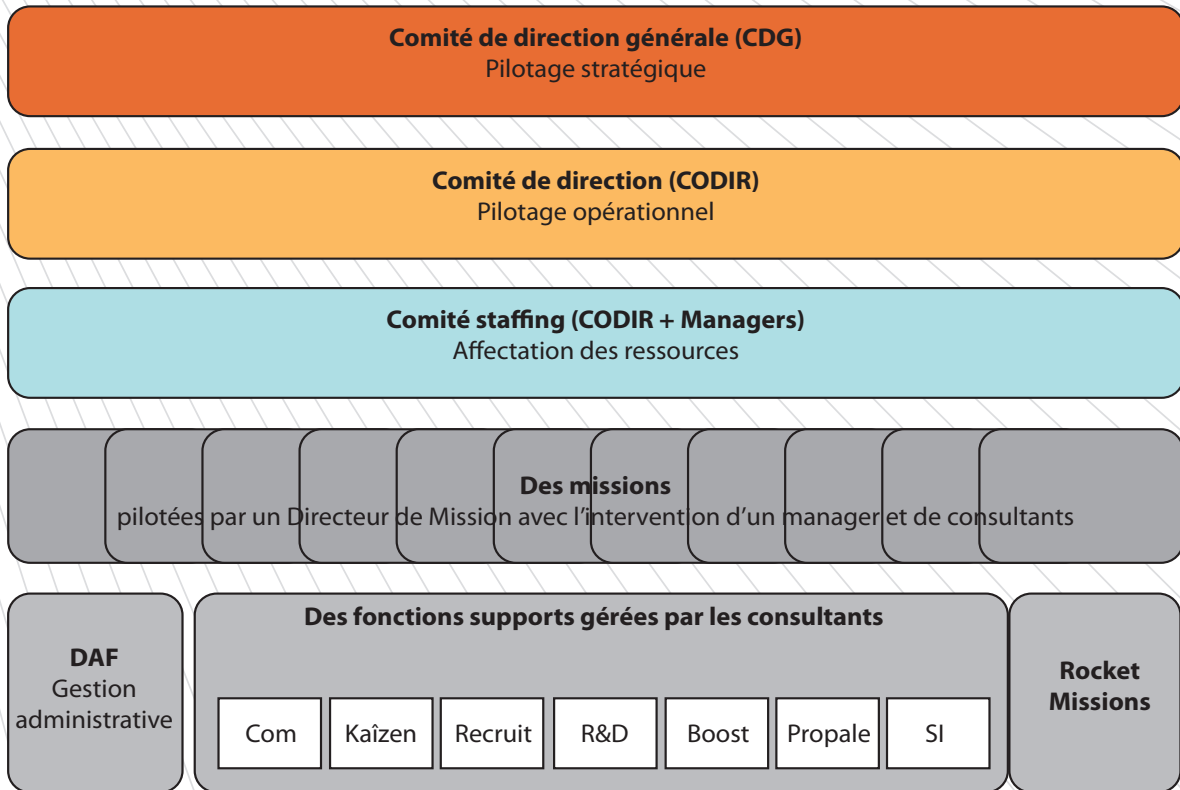 Comité de direction générale (CDG)
Pilotage stratégique
Comité de direction (CODIR)
Pilotage opérationnel
Comité staffing (CODIR + Managers)
Affectation des ressources
Des missions
pilotées par un Directeur de Mission avec l’intervention d’un manager et de consultants
DAF
Gestion
administrative
Des fonctions supports gérées par les consultants
Com
Kaîzen
Recruit
R&D
Boost
Propale
SI
Rocket
Missions